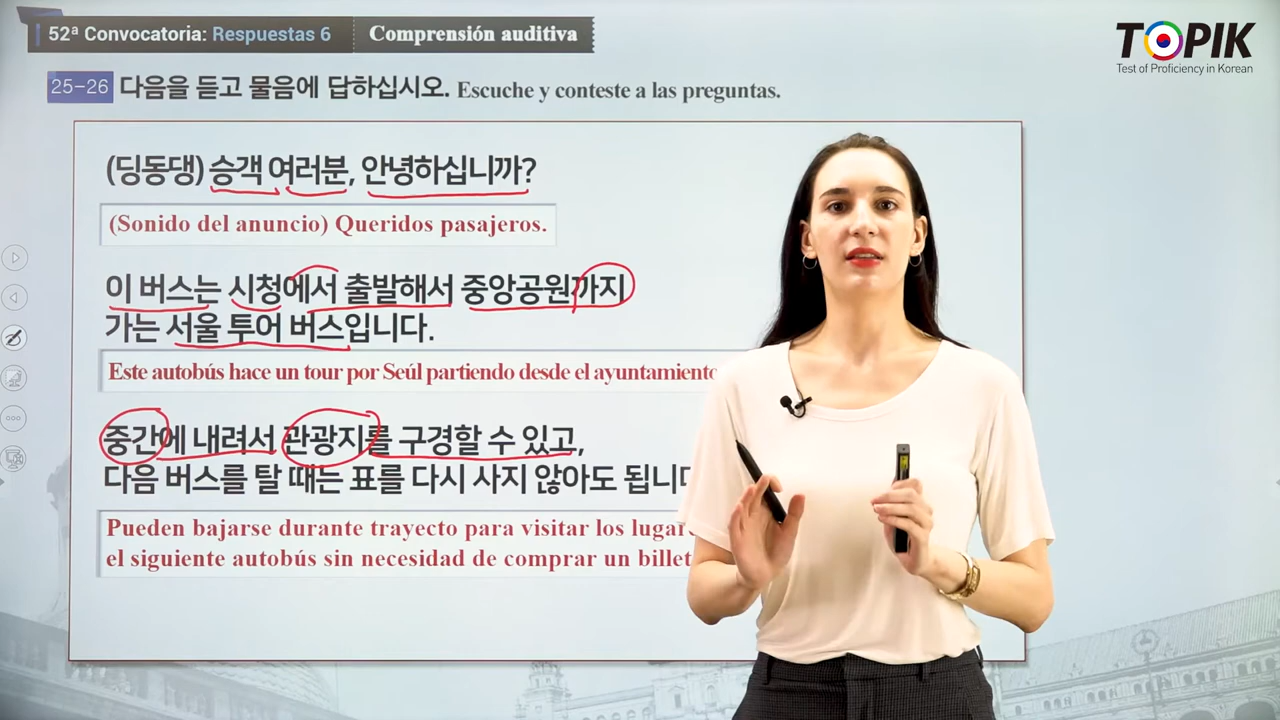 52ª Convocatoria: Respuestas 6 Comprensión auditiva
TOPIK
Test of Proficiency in Korean
25-26 다음을 듣고 물음에 답하십시오. Escuche y conteste a las preguntas.
(딩동댕) 승객 여러분, 안녕하십니까?
(Sonido del anuncio) Queridos pasajeros.
이 버스는 시청에서 출발해서 중앙공원까지
가는 서울 투어 버스입니다.
Este autobús hace un tour por Seúl partiendo desde el ayuntamiento
중간에 내려서 관광지를 구경할 수 있고,
다음 버스를 탈 때는 표를 다시 사지 않아도
Pueden bajarse durante trayecto para visitar los
el siguiente autobús sin necesidad de comprar un